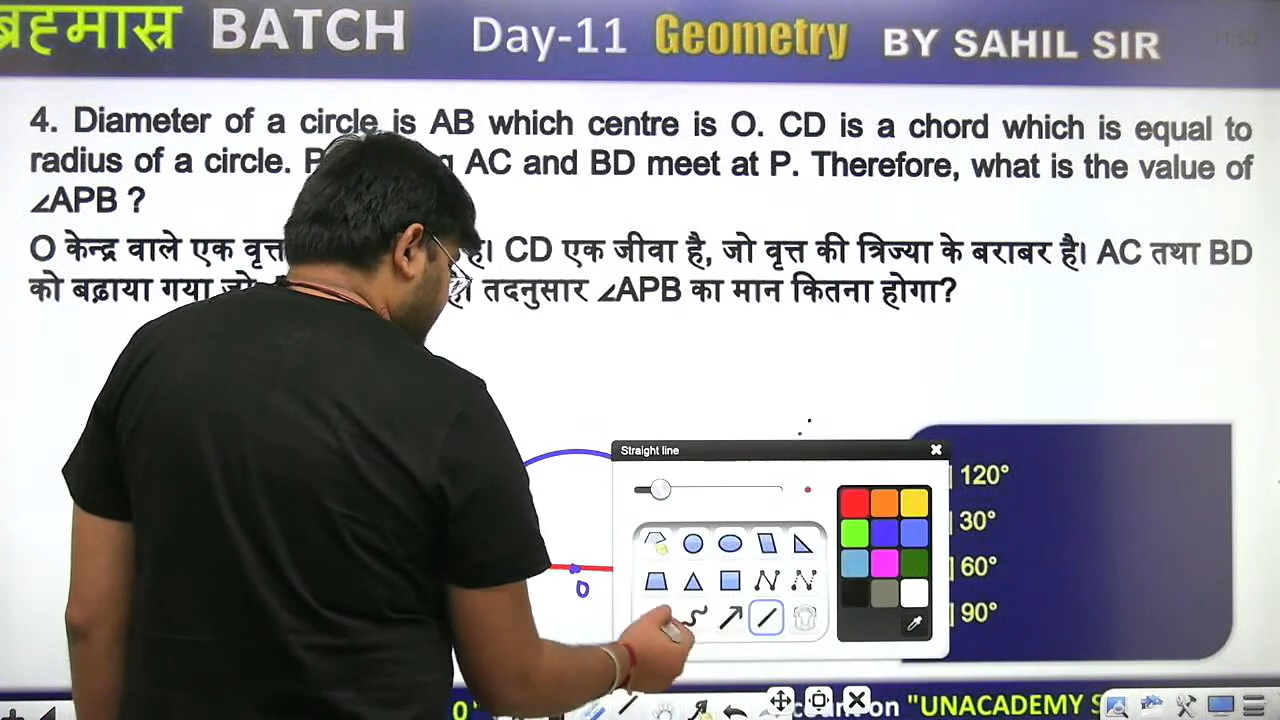 ब्रह्मास्र BATCH Day-11 Geometry BY SAHIL SIR
4. Diameter of a circle is AB which centre is O. CD is a chord which is equal to
radius of a circle. AC and BD meet at P. Therefore, what is the value of
∠APB ?
O केन्द्र वाले एक वृत्त है। CD एक जीवा है, जो वृत्त की त्रिज्या के बराबर है। AC तथा BD
को बढ़ाया गया तदनुसार ∠APB का मान कितना होगा?
Straight line
120°
30°
60°
90°
O
on "UNACADEMY S